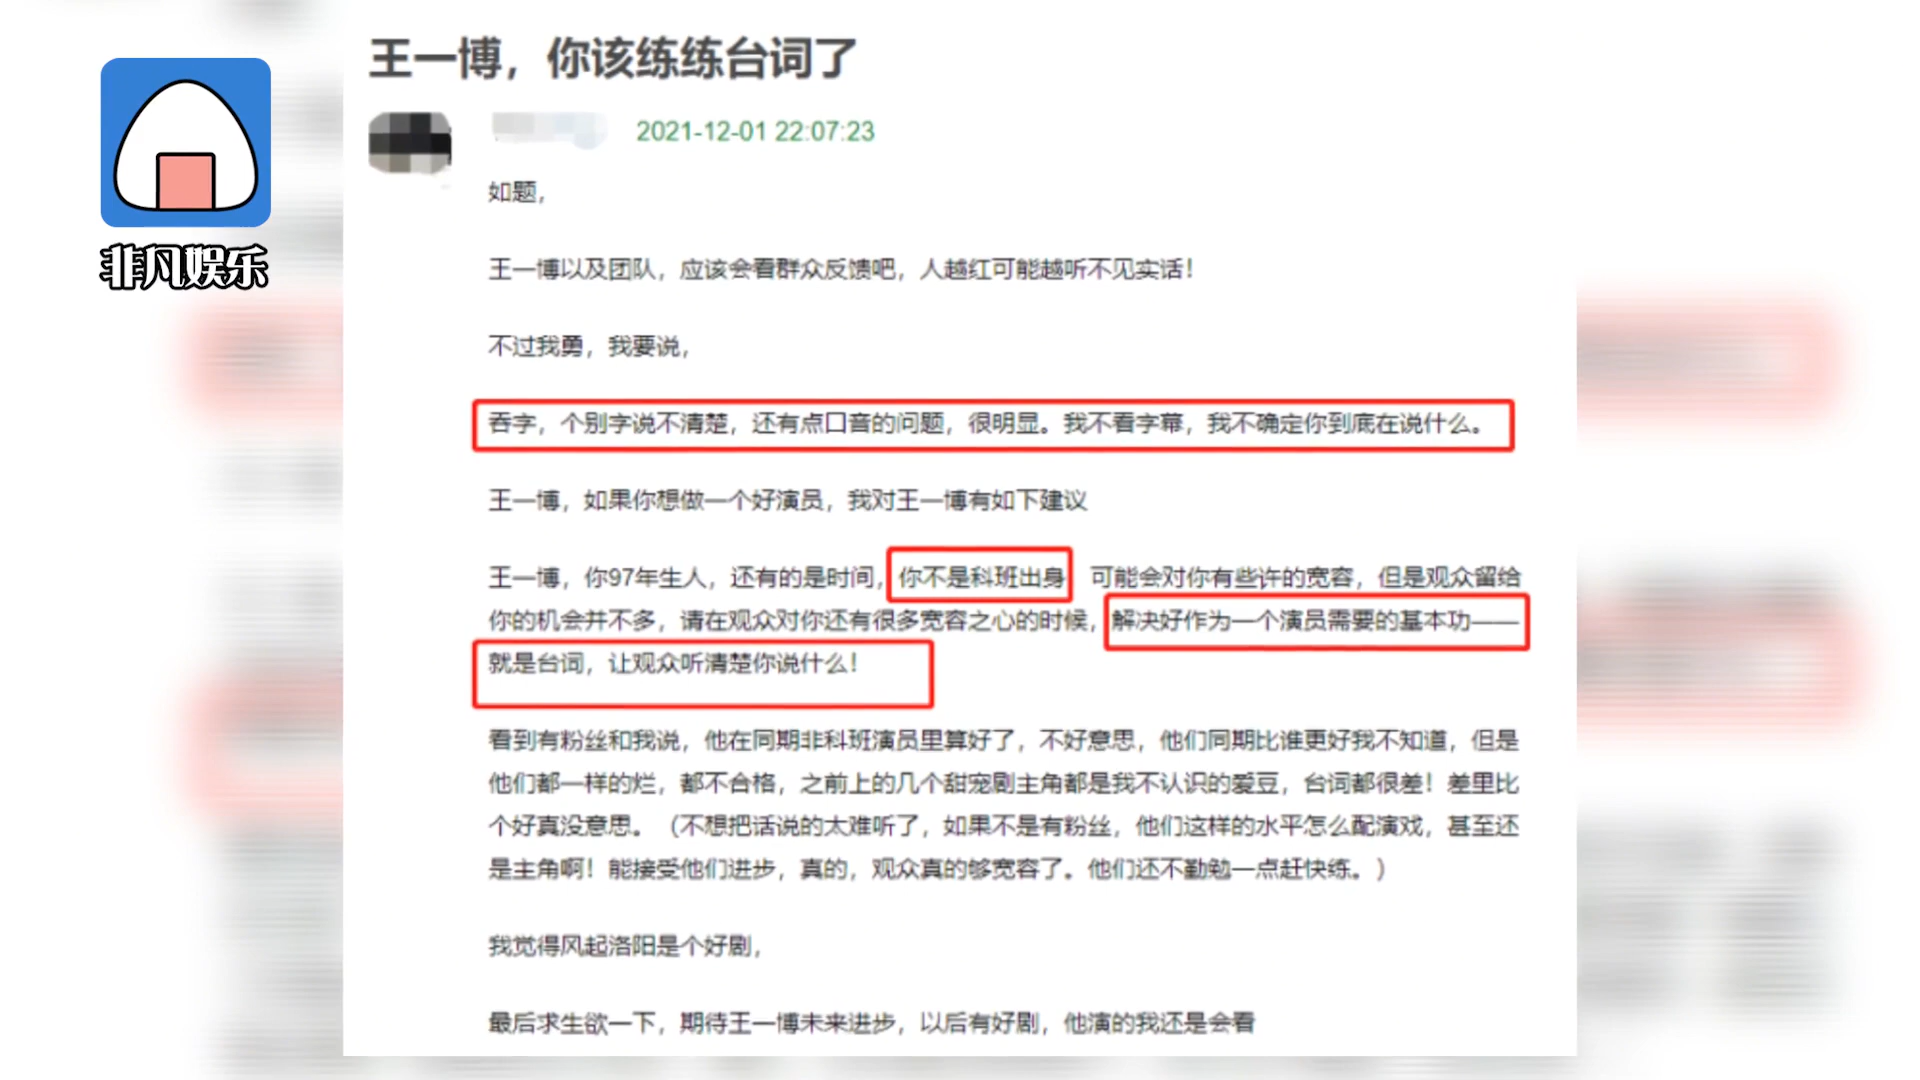 王一博，你该练练台词了
非凡娱乐
2021-12-01 22:07:23
如题，
王一博以及团队，应该会看群众反馈吧，人越红可能越听不见实话！
不过我勇，我要说，
吞字，个别字说不清楚，还有点口音的问题，很明显。我不看字幕，我不确定你到底在说什么。
王一博，如果你想做一个好演员，我对王一博有如下建议
王一博，你97年生人，还有的是时间，你不是科班出身 可能会对你有些许的宽容，但是观众留给
你的机会并不多，请在观众对你还有很多宽容之心的时候，解决好作为一个演员需要的基本功——
就是台词，让观众听清楚你说什么！
看到有粉丝和我说，他在同期非科班演员里算好了，不好意思，他们同期比谁更好我不知道，但是
他们都一样的烂，都不合格，之前上的几个甜宠剧主角都是我不认识的爱豆，台词都很差！差里比
个好真没意思。（不想把话说的太难听了，如果不是有粉丝，他们这样的水平怎么配演戏，甚至还
是主角啊！能接受他们进步，真的，观众真的够宽容了。他们还不勤勉一点赶快练。）
我觉得风起洛阳是个好剧，
最后求生欲一下，期待王一博未来进步，以后有好剧，他演的我还是会看